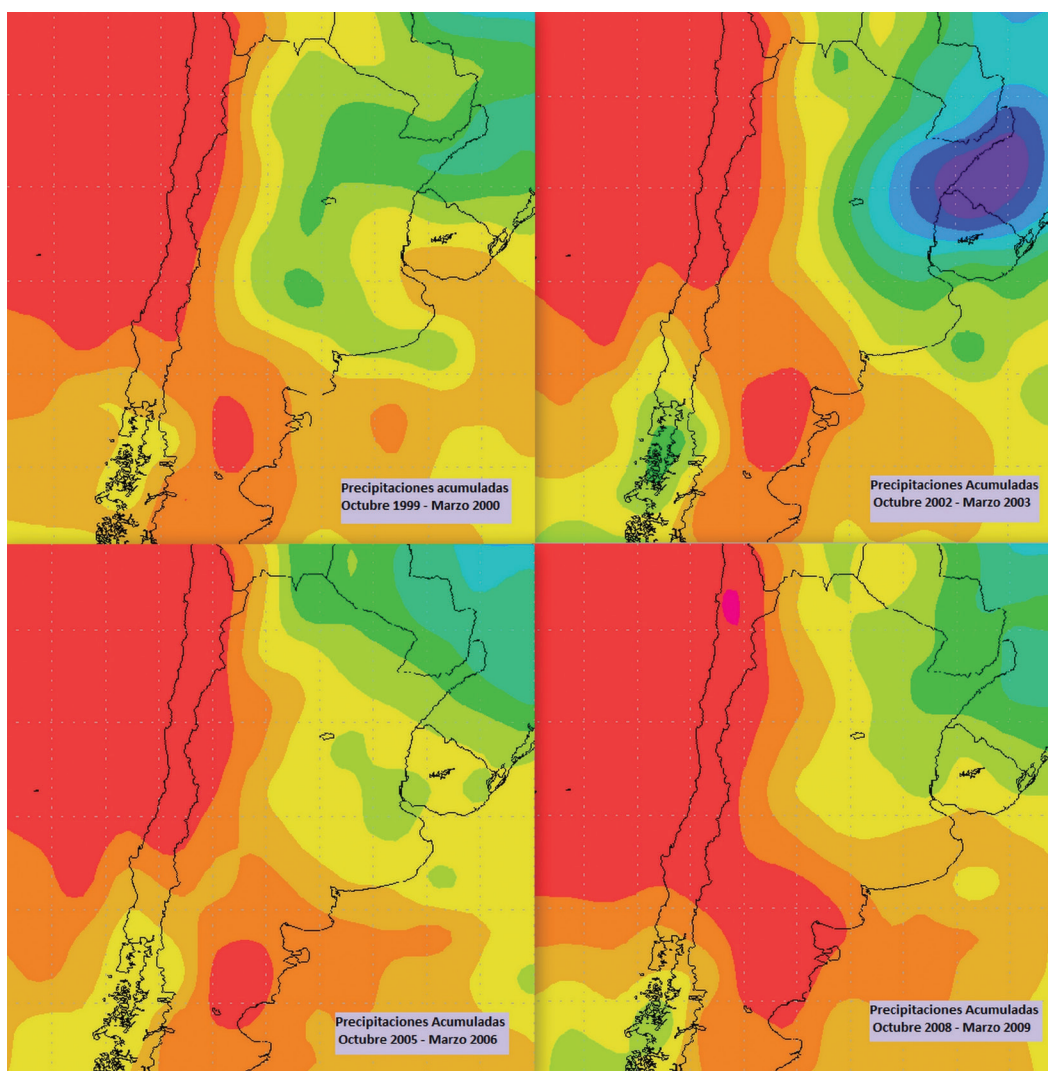 Precipitaciones acumuladas
Octubre 1999 - Marzo 2000
Precipitaciones Acumuladas
Octubre 2002 - Marzo 2003
Precipitaciones Acumuladas
Octubre 2005 - Marzo 2006
Precipitaciones Acumuladas
Octubre 2008 - Marzo 2009